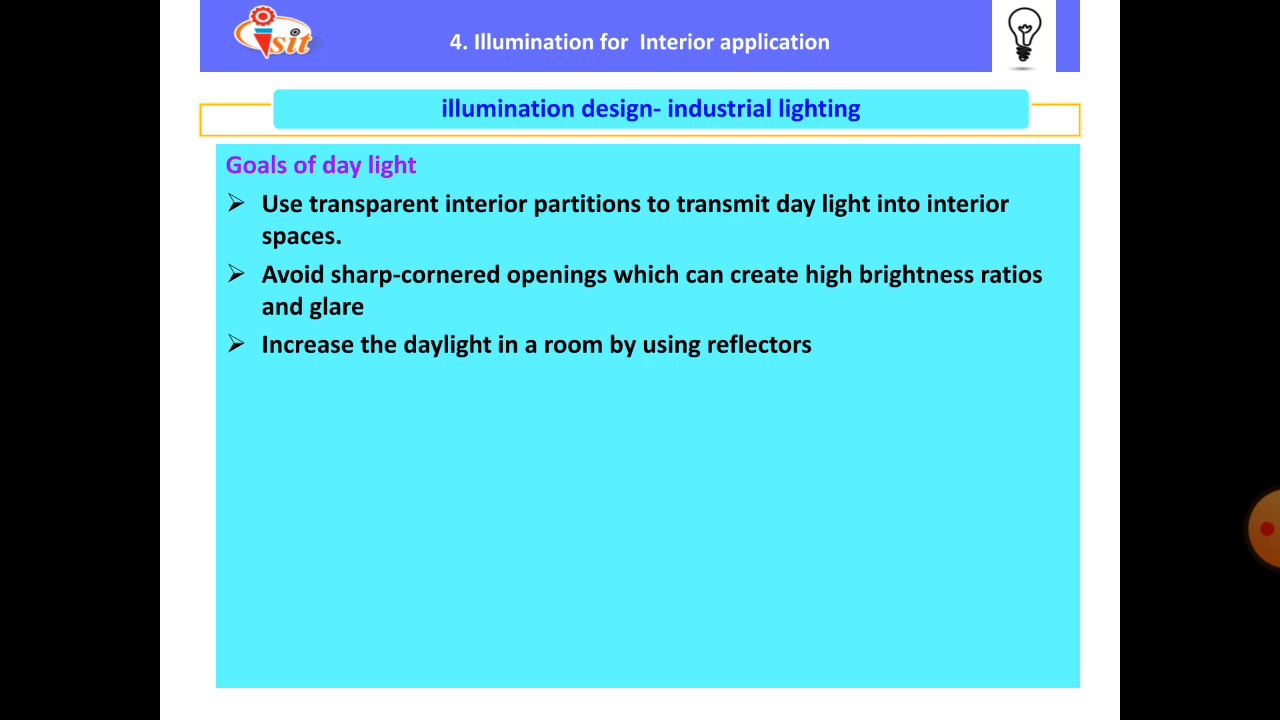 isit
4. Illumination for Interior application
illumination design- industrial lighting
Goals of day light
Use transparent interior partitions to transmit day light into interior
spaces.
Avoid sharp-cornered openings which can create high brightness ratios
and glare
Increase the daylight in a room by using reflectors